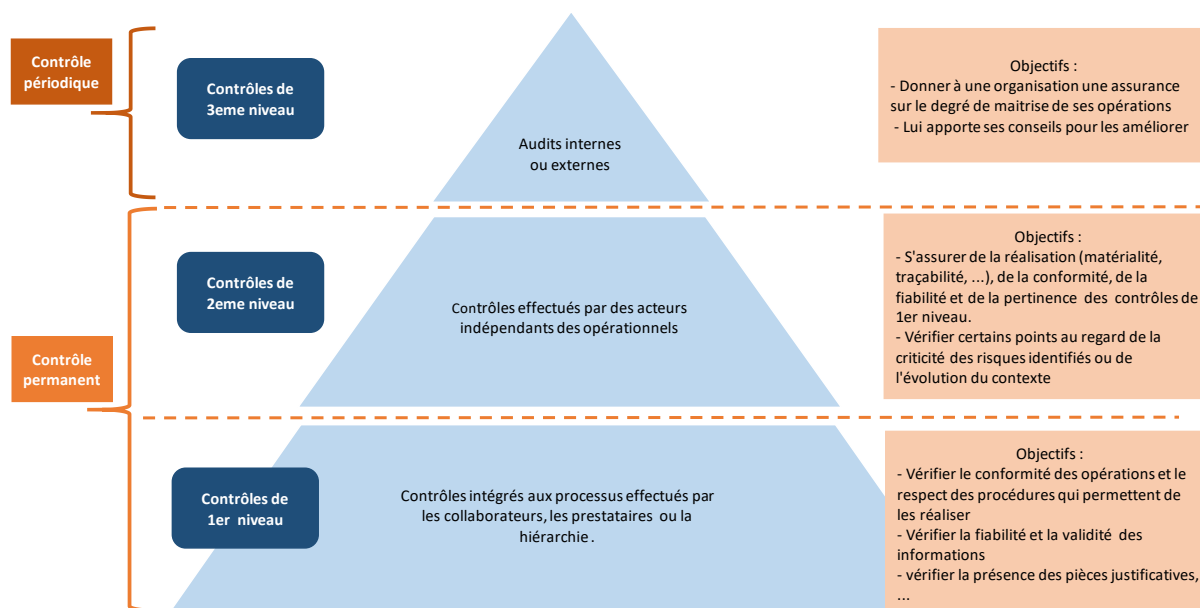 Contrôle
périodique
Contrôles de
3eme niveau
Audits internes
ou externes
Objectifs :
- Donner à une organisation une assurance
sur le degré de maitrise de ses opérations
- Lui apporte ses conseils pour les améliorer
Contrôle
permanent
Contrôles de
2eme niveau
Contrôles effectués par des acteurs
indépendants des opérationnels
Objectifs :
- S'assurer de la réalisation (matérialité,
traçabilité, ...), de la conformité, de la
fiabilité et de la pertinence des contrôles de
1er niveau.
- Vérifier certains points au regard de la
criticité des risques identifiés ou de
l'évolution du contexte
Contrôles de
1er niveau
Contrôles intégrés aux processus effectués par
les collaborateurs, les prestataires ou la
hiérarchie .
Objectifs :
- Vérifier le conformité des opérations et le
respect des procédures qui permettent de
les réaliser
- Vérifier la fiabilité et la validité des
informations
- vérifier la présence des pièces justificatives,
...